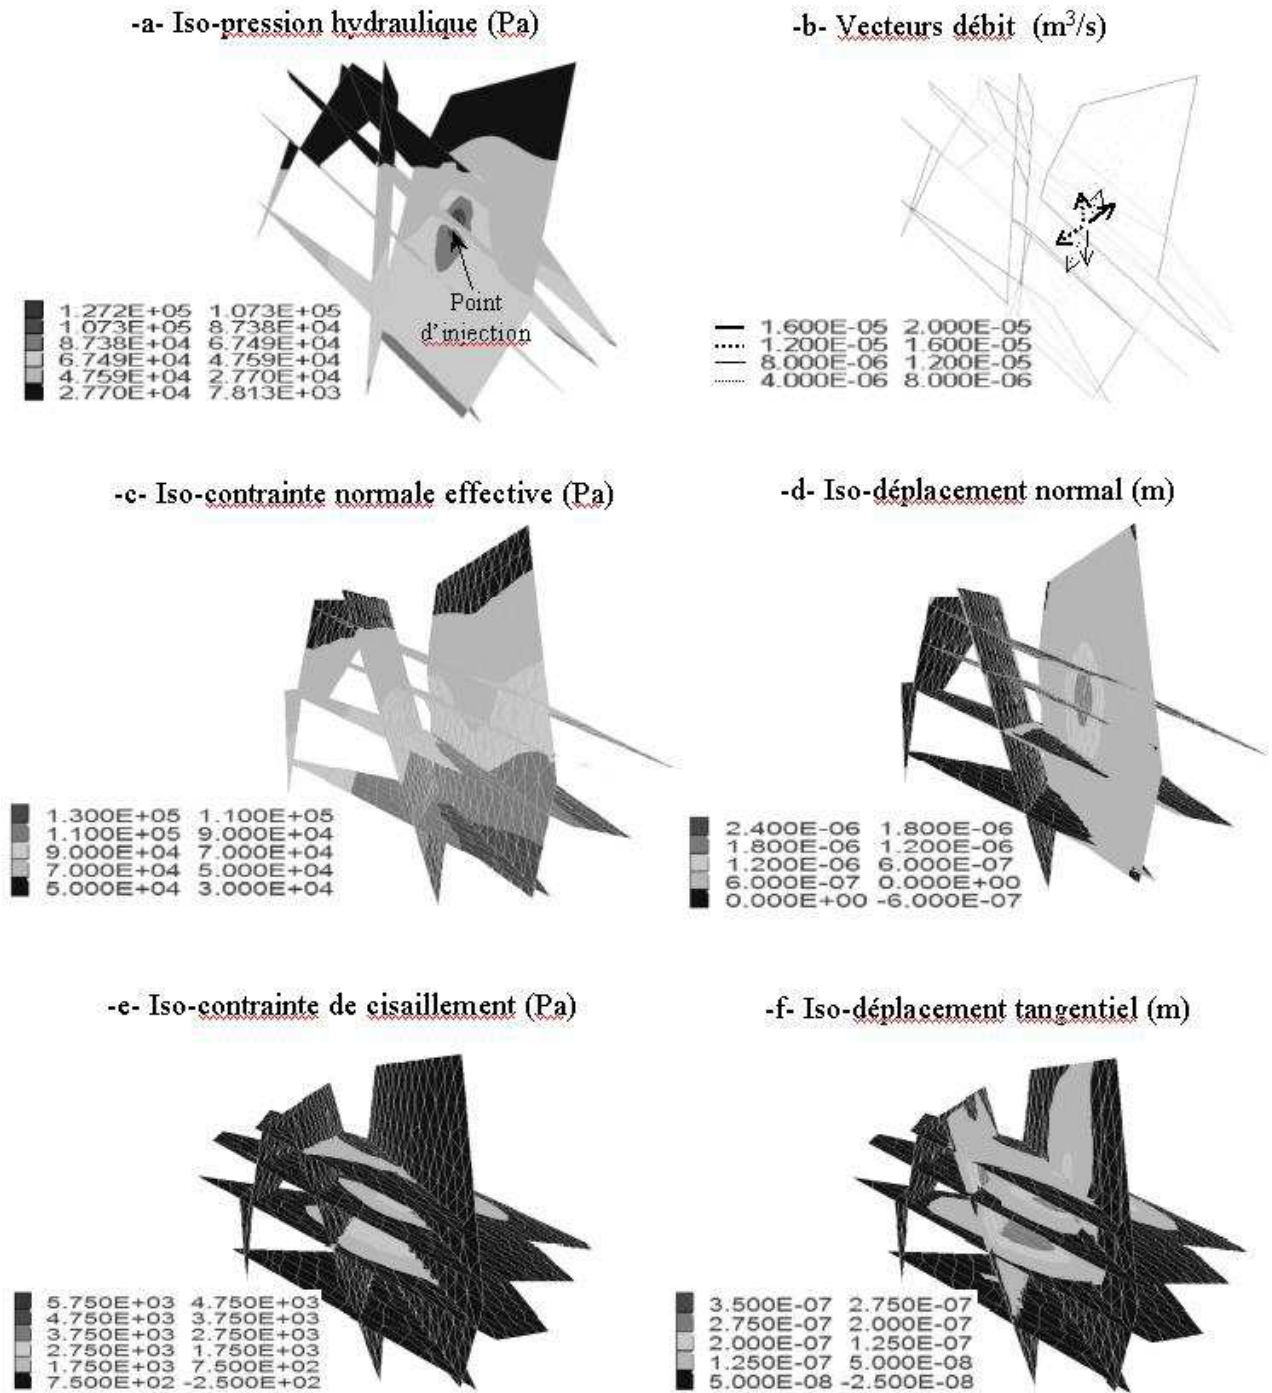 -a- Iso-pression hydraulique (Pa)
-b- Vecteurs débit (m³/s)
Point
d'injection
1.272E+05 1.073E+05
1.073E+05 8.738E+04
8.738E+04 6.749E+04
6.749E+04 4.759E+04
4.759E+04 2.770E+04
2.770E+04 7.813E+03
1.600E-05 2.000E-05
1.200E-05 1.600E-05
8.000E-06 1.200E-05
4.000E-06 8.000E-06
-c- Iso-contrainte normale effective (Pa)
-d- Iso-déplacement normal (m)
1.300E+05 1.100E+05
1.100E+05 9.000E+04
9.000E+04 7.000E+04
7.000E+04 5.000E+04
5.000E+04 3.000E+04
2.400E-06 1.800E-06
1.800E-06 1.200E-06
1.200E-06 6.000E-07
6.000E-07 0.000E+00
0.000E+00 -6.000E-07
-e- Iso-contrainte de cisaillement (Pa)
-f- Iso-déplacement tangentiel (m)
5.750E+03 4.750E+03
4.750E+03 3.750E+03
3.750E+03 2.750E+03
2.750E+03 1.750E+03
1.750E+03 7.500E+02
7.500E+02 -2.500E+02
3.500E-07 2.750E-07
2.750E-07 2.000E-07
2.000E-07 1.250E-07
1.250E-07 5.000E-08
5.000E-08 -2.500E-08